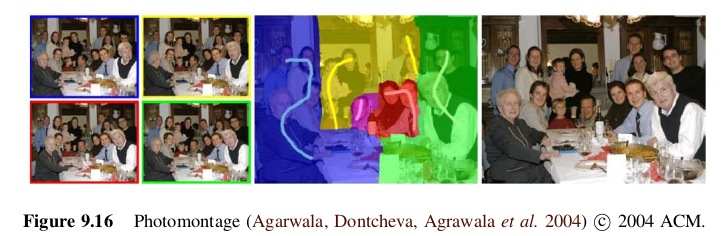 Figure 9.16 Photomontage (Agarwala, Dontcheva, Agrawala et al. 2004) © 2004 ACM.